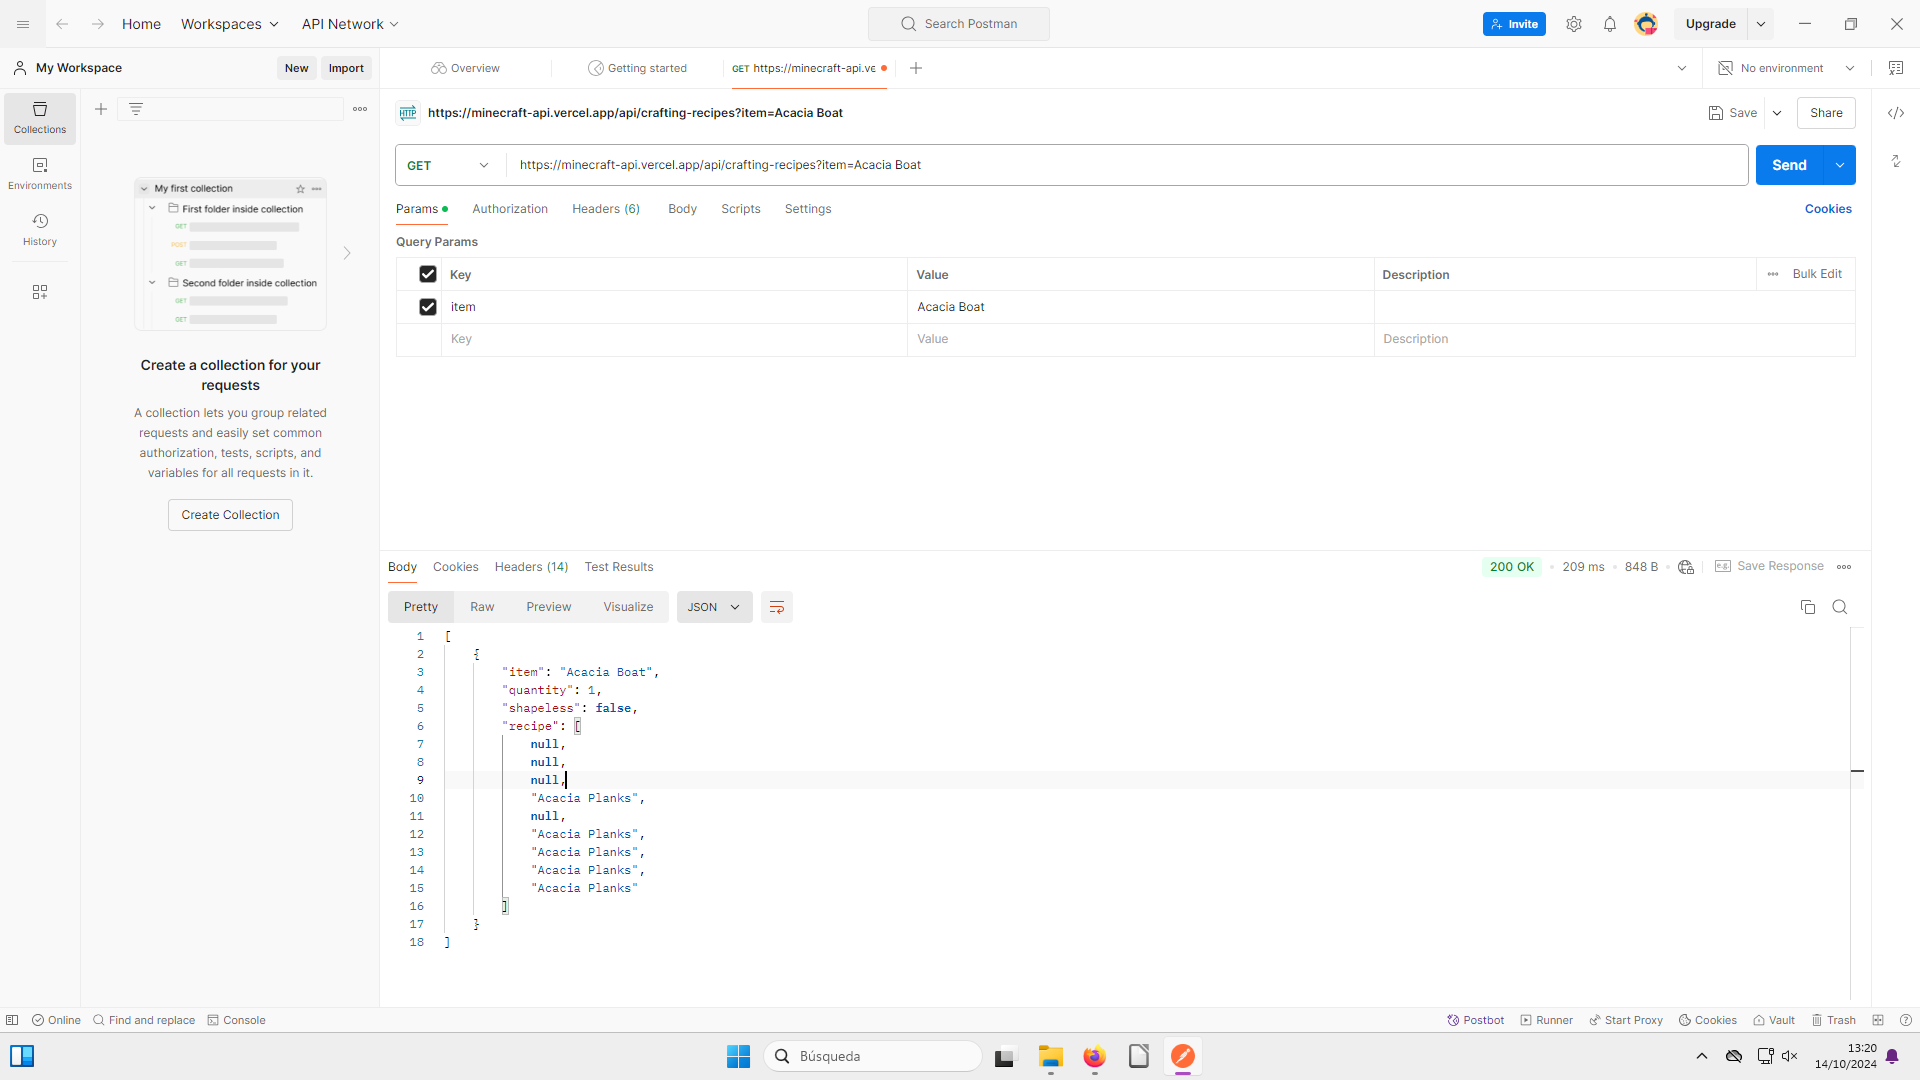 Home
Workspaces
API Network
Search Postman
Invite
Upgrade
My Workspace
New
Import
Overview
Getting started
GET https://minecraft-api.ve
No environment
Collections
Environments
History
My first collection
First folder inside collection
GET
POST
GET
Second folder inside collection
GET
GET
Create a collection for your
requests
A collection lets you group related
requests and easily set common
authorization, tests, scripts, and
variables for all requests in it.
Create Collection
HTTP
https://minecraft-api.vercel.app/api/crafting-recipes?item=Acacia Boat
Save
Share
GET
https://minecraft-api.vercel.app/api/crafting-recipes?item=Acacia Boat
Send
Params
Authorization
Headers (6)
Body
Scripts
Settings
Cookies
Query Params
Key
Value
Description
Bulk Edit
item
Acacia Boat
Key
Value
Description
Body
Cookies
Headers (14)
Test Results
200 OK
209 ms
848 B
e.g.
Save Response
Pretty
Raw
Preview
Visualize
JSON
1 [
2 {
3 "item": "Acacia Boat",
4 "quantity": 1,
5 "shapeless": false,
6 "recipe": [
7 null,
8 null,
9 null,
10 "Acacia Planks",
11 null,
12 "Acacia Planks",
13 "Acacia Planks",
14 "Acacia Planks",
15 "Acacia Planks"
16 ]
17 }
18 ]
Online
Find and replace
Console
Postbot
Runner
Start Proxy
Cookies
Vault
Trash
Búsqueda
13:20
14/10/2024